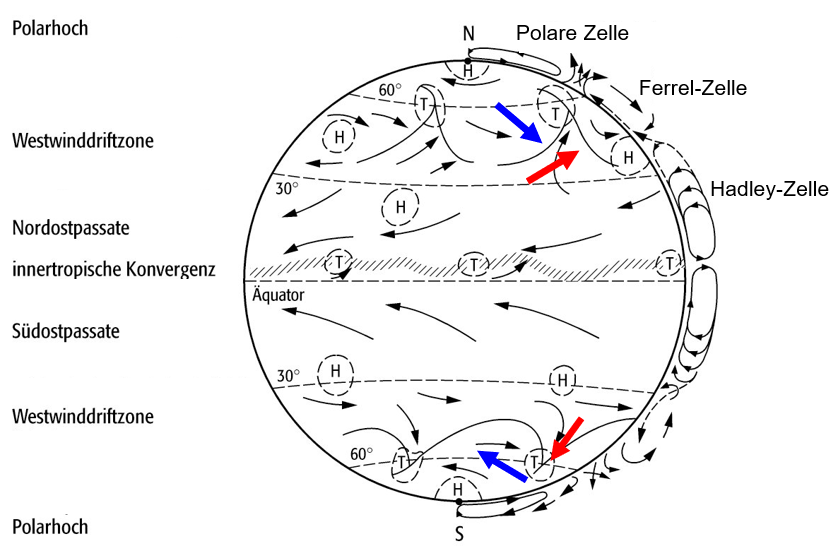 Polarhoch
N
Polare Zelle
H
60°
Ferrel-Zelle
T
T
Westwinddriftzone
H
H
30°
Hadley-Zelle
H
Nordostpassate
innertropische Konvergenz
T
T
T
Äquator
Südostpassate
30°
H
H
Westwinddriftzone
60°
T
T
H
Polarhoch
S